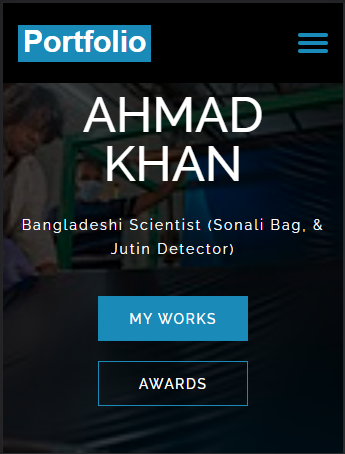 Portfolio
AHMAD
KHAN
Bangladeshi Scientist (Sonali Bag, &
Jutin Detector)
MY WORKS
AWARDS